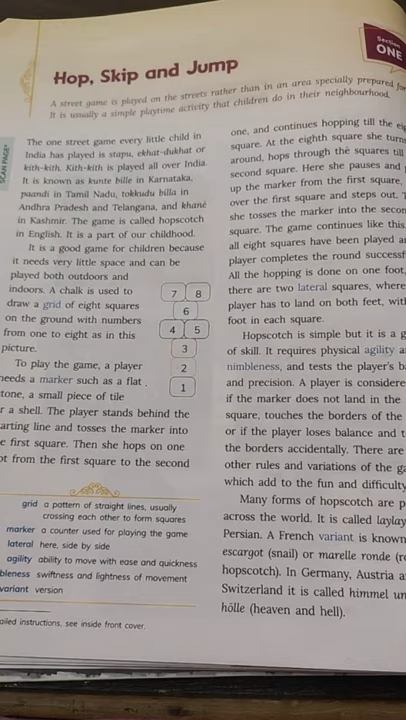 Section
ONE
Hop, Skip and Jump
A street game is played on the streets rather than in an area specially prepared for
It is usually a simple playtime activity that children do in their neighbourhood.
SCAN PAGE*
The one street game every little child in
India has played is stapu, ekhat-dukhat or
kith-kith. Kith-kith is played all over India.
It is known as kunte bille in Karnataka,
paandi in Tamil Nadu, tokkudu billa in
Andhra Pradesh and Telangana, and khané
in Kashmir. The game is called hopscotch
in English. It is a part of our childhood.
It is a good game for children because
it needs very little space and can be
played both outdoors and
indoors. A chalk is used to
draw a grid of eight squares
on the ground with numbers
from one to eight as in this
picture.
To play the game, a player
needs a marker such as a flat
tone, a small piece of tile
r a shell. The player stands behind the
arting line and tosses the marker into
e first square. Then she hops on one
ot from the first square to the second
7 8
6
4 5
3
2
1
one, and continues hopping till the eig
square. At the eighth square she turn
around, hops through the squares till
second square. Here she pauses and
up the marker from the first square,
over the first square and steps out. T
she tosses the marker into the secon
square. The game continues like this
all eight squares have been played an
player completes the round successf
All the hopping is done on one foot,
there are two lateral squares, where
player has to land on both feet, with
foot in each square.
Hopscotch is simple but it is a g
of skill. It requires physical agility a
nimbleness, and tests the player's ba
and precision. A player is considere
if the marker does not land in the
square, touches the borders of the
or if the player loses balance and t
the borders accidentally. There are
other rules and variations of the ga
which add to the fun and difficulty
Many forms of hopscotch are p
across the world. It is called laylay
Persian. A French variant is known
escargot (snail) or marelle ronde (ro
hopscotch). In Germany, Austria a
Switzerland it is called himmel un
hölle (heaven and hell).
grid a pattern of straight lines, usually
crossing each other to form squares
marker a counter used for playing the game
lateral here, side by side
agility ability to move with ease and quickness
bleness swiftness and lightness of movement
variant version
ailed instructions, see inside front cover.